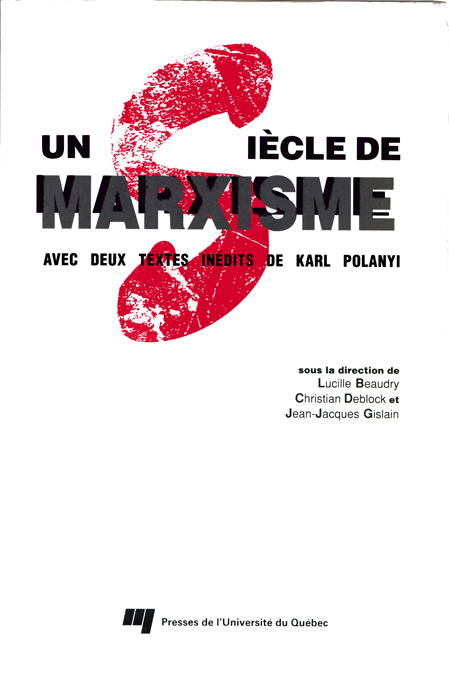 UN SIÈCLE DE
MARXISME
AVEC DEUX TEXTES INÉDITS DE KARL POLANYI
sous la direction de
Lucille Beaudry
Christian Deblock et
Jean-Jacques Gislain
Presses de l'Université du Québec